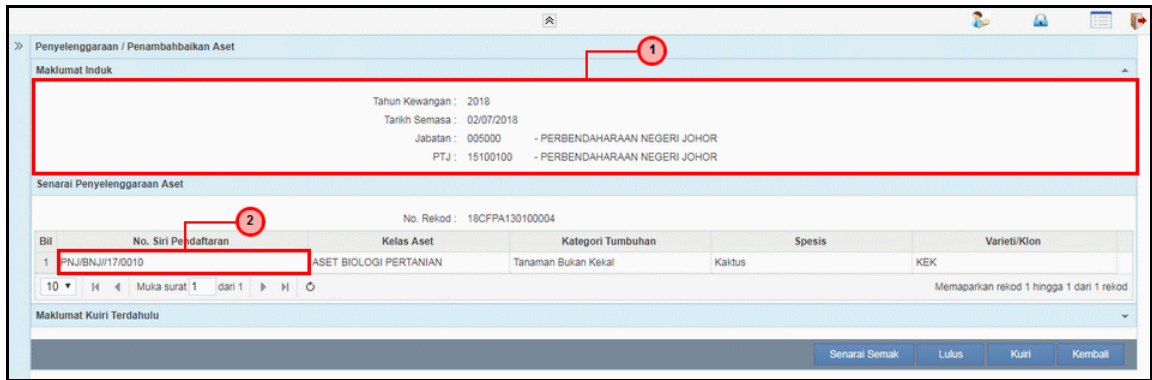 Penyelenggaraan / Penambahbaikan Aset
1
Maklumat Induk
Tahun Kewangan : 2018
Tarikh Semasa : 02/07/2018
Jabatan : 005000 - PERBENDAHARAAN NEGERI JOHOR
PTJ : 15100100 - PERBENDAHARAAN NEGERI JOHOR
Senarai Penyelenggaraan Aset
2
No. Rekod : 18CFPA130100004
Bil No. Siri Pendaftaran Kelas Aset Kategori Tumbuhan Spesis Varieti/Klon
1 PNJ/BNJ//17/0010 ASET BIOLOGI PERTANIAN Tanaman Bukan Kekal Kaktus KEK
10 Muka surat 1 dari 1 Memaparkan rekod 1 hingga 1 dari 1 rekod
Maklumat Kuiri Terdahulu
Senarai Semak Lulus Kuiri Kembali